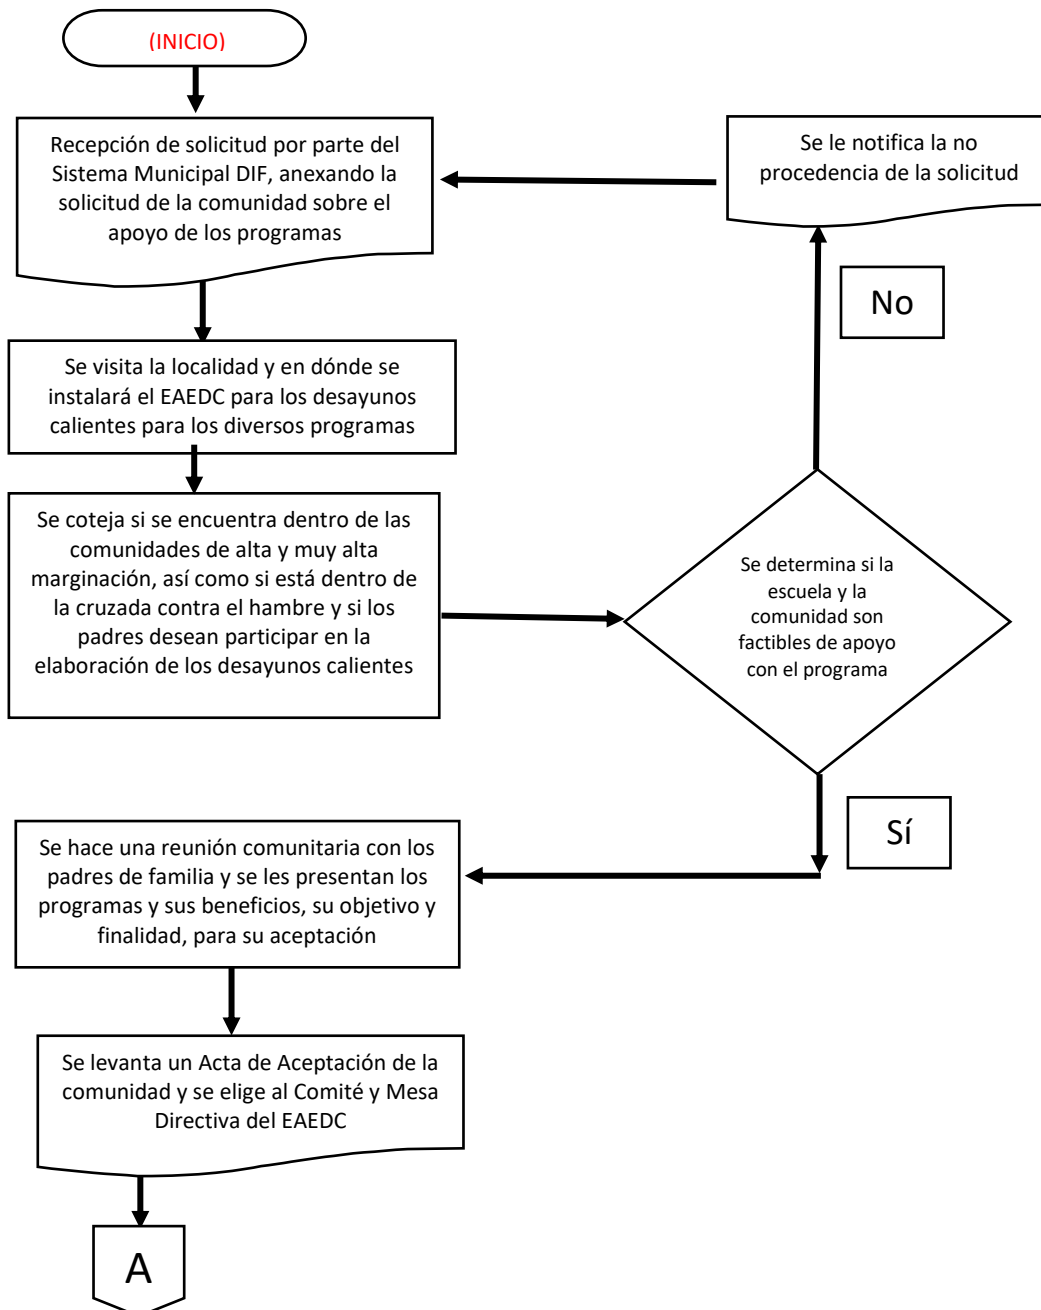 (INICIO)
Recepción de solicitud por parte del
Sistema Municipal DIF, anexando la
solicitud de la comunidad sobre el
apoyo de los programas
Se le notifica la no
procedencia de la solicitud
No
Se visita la localidad y en dónde se
instalará el EAEDC para los desayunos
calientes para los diversos programas
Se coteja si se encuentra dentro de las
comunidades de alta y muy alta
marginación, así como si está dentro de
la cruzada contra el hambre y si los
padres desean participar en la
elaboración de los desayunos calientes
Se determina si la
escuela y la
comunidad son
factibles de apoyo
con el programa
Sí
Se hace una reunión comunitaria con los
padres de familia y se les presentan los
programas y sus beneficios, su objetivo y
finalidad, para su aceptación
Se levanta un Acta de Aceptación de la
comunidad y se elige al Comité y Mesa
Directiva del EAEDC
A